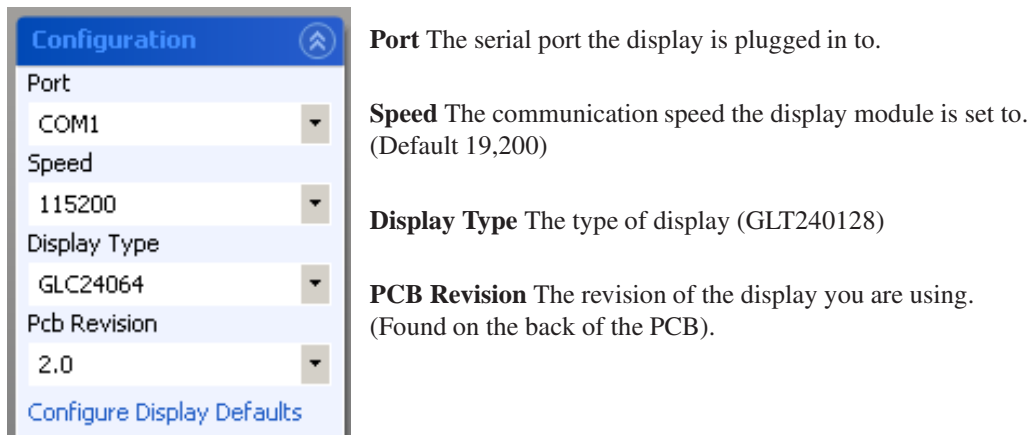 Configuration
Port
COM1
Speed
115200
Display Type
GLC24064
Pcb Revision
2.0
Configure Display Defaults
Port The serial port the display is plugged in to.
Speed The communication speed the display module is set to.
(Default 19,200)
Display Type The type of display (GLT240128)
PCB Revision The revision of the display you are using.
(Found on the back of the PCB).